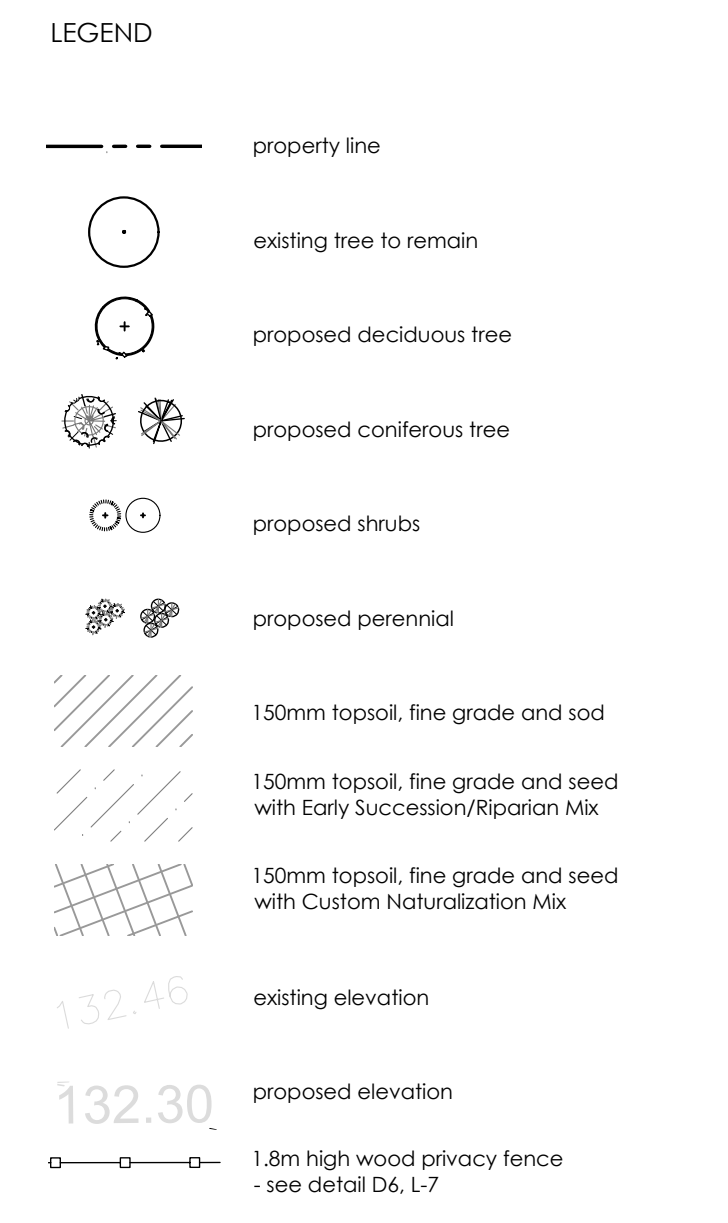 LEGEND
property line
existing tree to remain
proposed deciduous tree
proposed coniferous tree
proposed shrubs
proposed perennial
150mm topsoil, fine grade and sod
150mm topsoil, fine grade and seed
with Early Succession/Riparian Mix
150mm topsoil, fine grade and seed
with Custom Naturalization Mix
132.46 existing elevation
132.30 proposed elevation
1.8m high wood privacy fence
- see detail D6, L-7